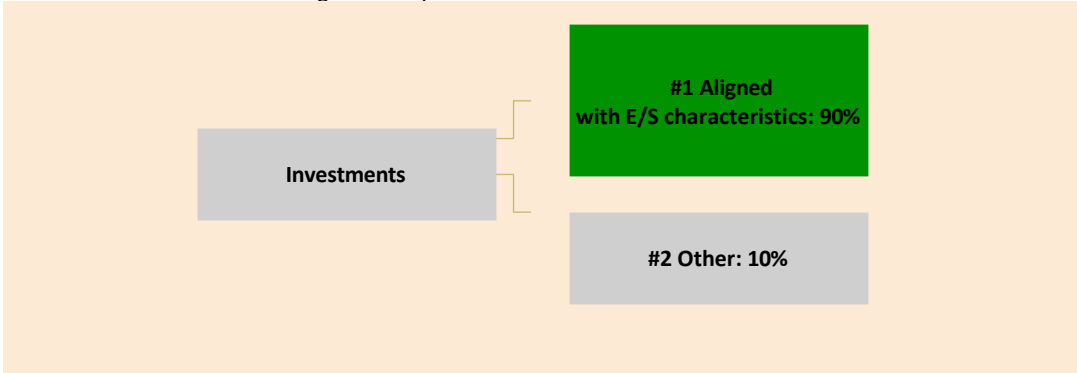 #1 Aligned
with E/S characteristics: 90%
Investments
#2 Other: 10%